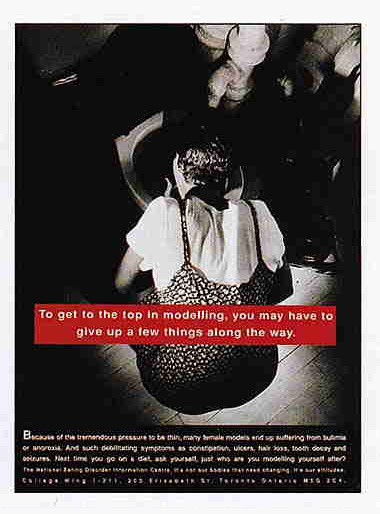 To get to the top in modelling, you may have to
give up a few things along the way.
Because of the tremendous pressure to be thin, many female models end up suffering from bulimia
or anorexia. And such debilitating symptoms as constipation, ulcers, hair loss, tooth decay and
seizures. Next time you go on a diet, ask yourself, just who are you modelling yourself after?
The National Eating Disorder Information Centre, it's not our bodies that need changing. It's our attitudes.
College Wing 1-211, 200 Elizabeth St. Toronto Ontario M5G 2C4.